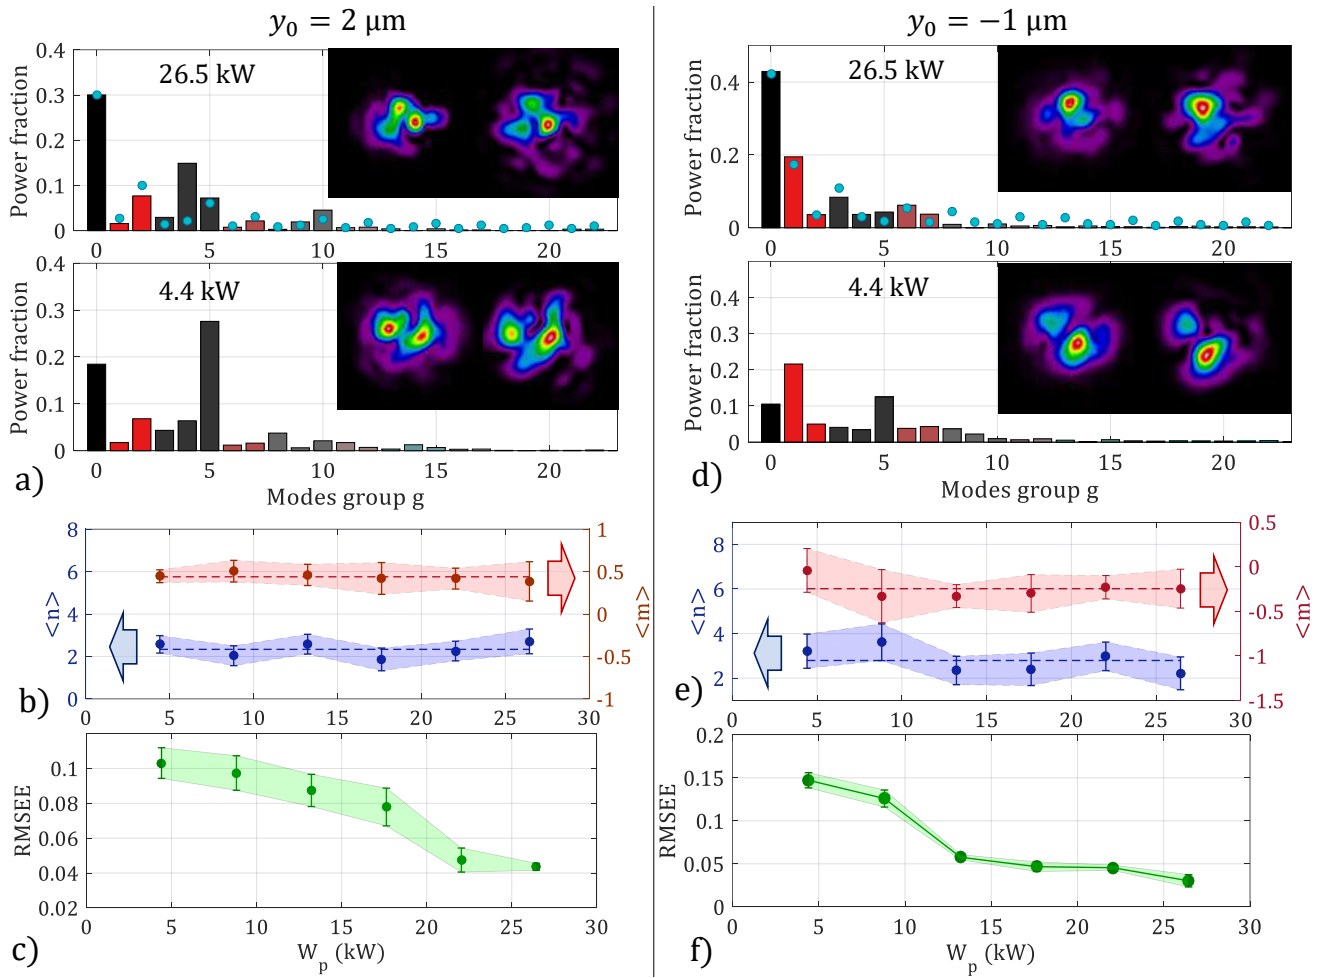 y₀ = 2 μm
0.4
0.3
0.2
0.1
0
Power fraction
26.5 kW
0 5 10 15 20
0.4
0.3
0.2
0.1
0
Power fraction
4.4 kW
0 5 10 15 20
Modes group g
a)
8
6
4
2
0
<n>
1
0.5
0
-0.5
-1
<m>
0 5 10 15 20 25 30
b)
0.1
0.08
0.06
0.04
0.02
RMSEE
0 5 10 15 20 25 30
W_p (kW)
c)
y₀ = −1 μm
0.4
0.2
0
Power fraction
26.5 kW
0 5 10 15 20
0.4
0.3
0.2
0.1
0
Power fraction
4.4 kW
0 5 10 15 20
Modes group g
d)
8
6
4
2
<n>
0.5
0
-0.5
-1
-1.5
<m>
0 5 10 15 20 25 30
e)
0.2
0.15
0.1
0.05
0
RMSEE
0 5 10 15 20 25 30
W_p (kW)
f)